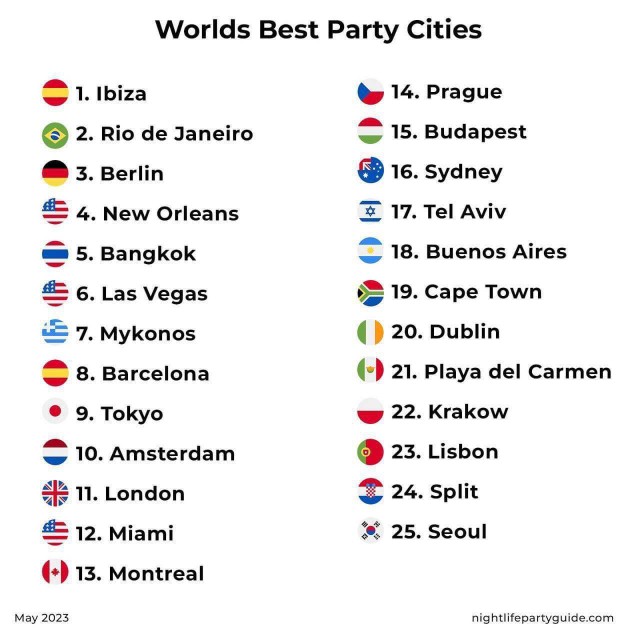 Worlds Best Party Cities
1. Ibiza
2. Rio de Janeiro
3. Berlin
4. New Orleans
5. Bangkok
6. Las Vegas
7. Mykonos
8. Barcelona
9. Tokyo
10. Amsterdam
11. London
12. Miami
13. Montreal
14. Prague
15. Budapest
16. Sydney
17. Tel Aviv
18. Buenos Aires
19. Cape Town
20. Dublin
21. Playa del Carmen
22. Krakow
23. Lisbon
24. Split
25. Seoul
May 2023
nightlifepartyguide.com